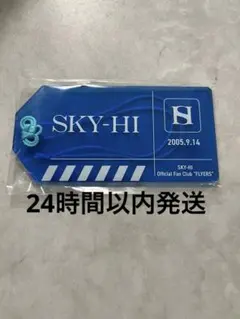 SKY-HI
S
2005.9.14
SKY-HI
Official Fan Club "FLYERS"
24時間以内発送